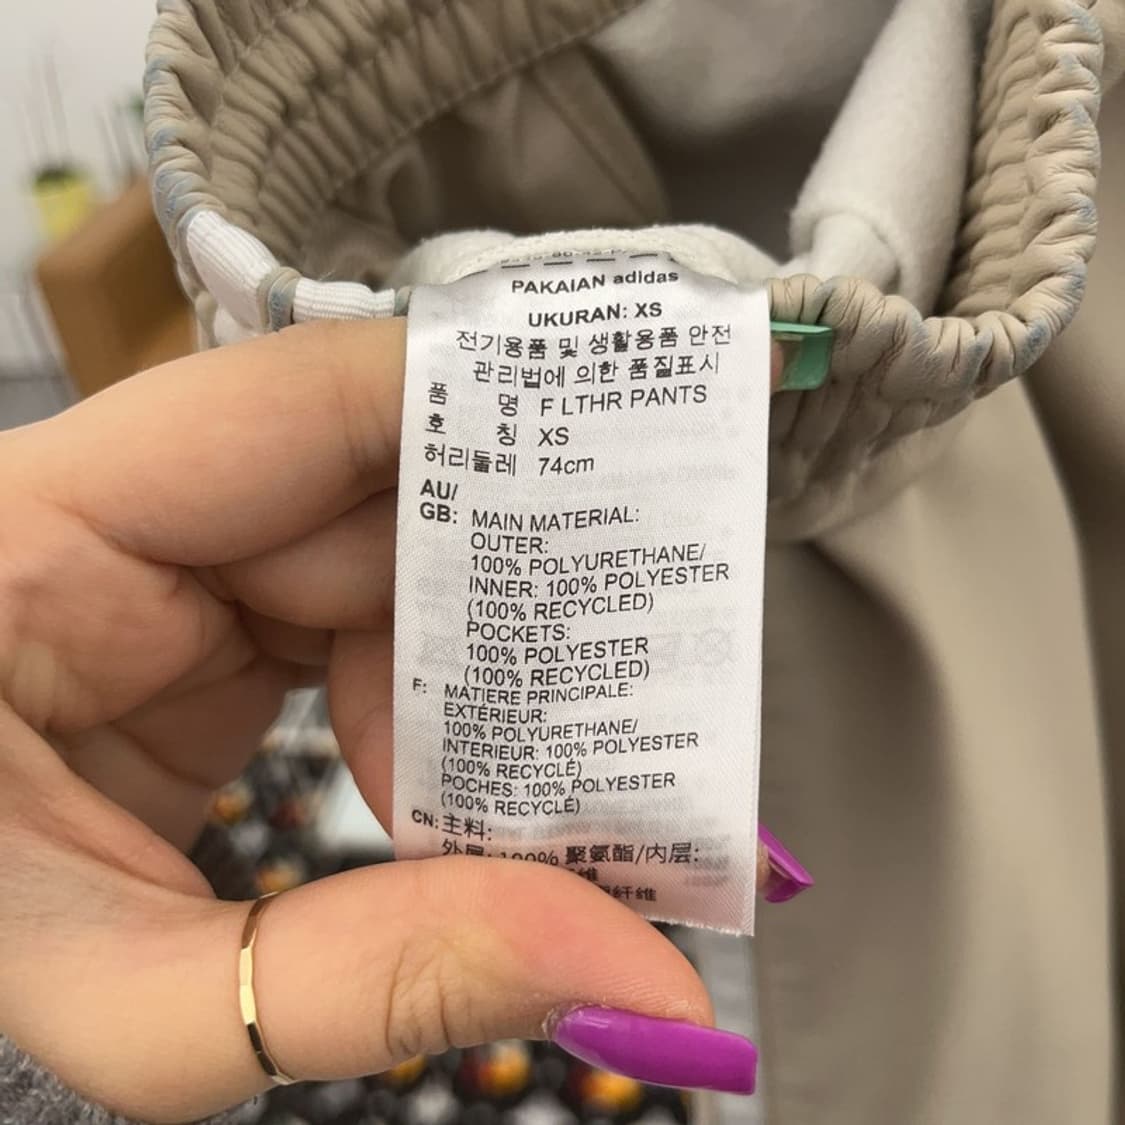 PAKAIAN adidas
UKURAN: XS
전기용품 및 생활용품 안전
관리법에 의한 품질표시
품 명 F LTHR PANTS
호 칭 XS
허리둘레 74cm
AU/
GB: MAIN MATERIAL:
OUTER:
100% POLYURETHANE/
INNER: 100% POLYESTER
(100% RECYCLED)
POCKETS:
100% POLYESTER
(100% RECYCLED)
F: MATIERE PRINCIPALE:
EXTÉRIEUR:
100% POLYURETHANE/
INTERIEUR: 100% POLYESTER
(100% RECYCLÉ)
POCHES: 100% POLYESTER
(100% RECYCLÉ)
CN: 主料:
外层: 100% 聚氨酯/内层:
维
纤维